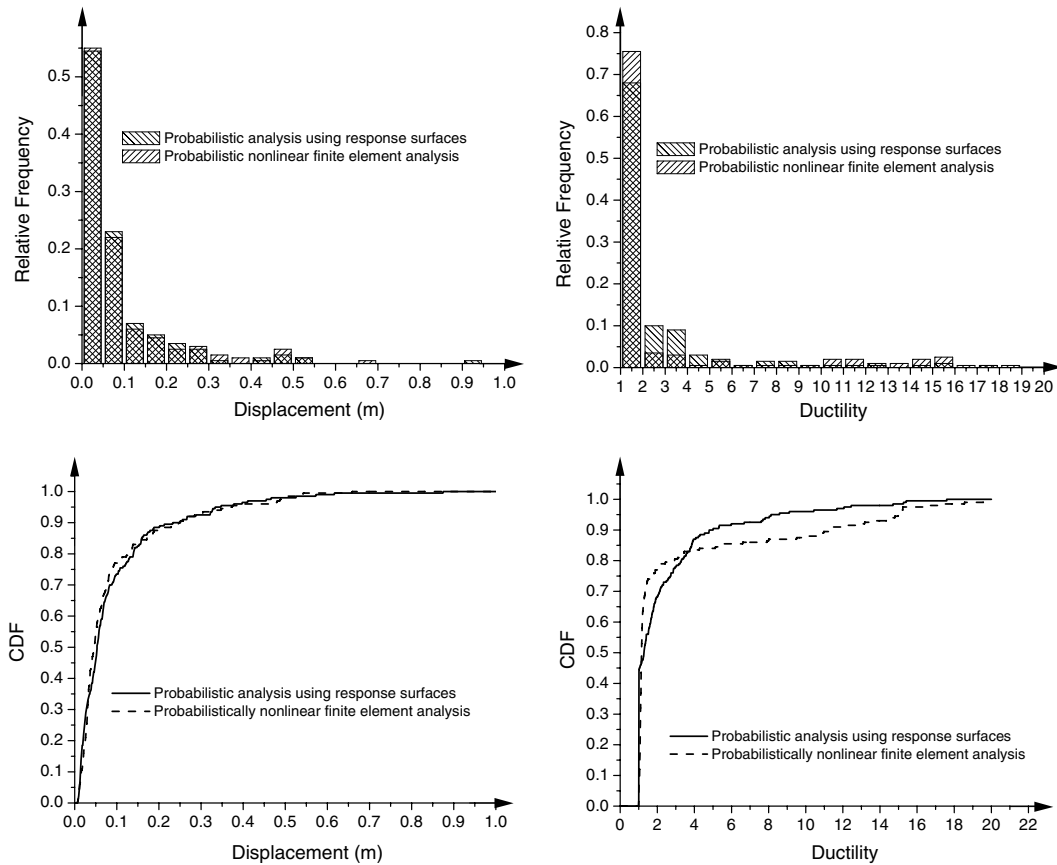 Relative Frequency
0.5
0.4
0.3
0.2
0.1
0.0
Probabilistic analysis using response surfaces
Probabilistic nonlinear finite element analysis
0.0 0.1 0.2 0.3 0.4 0.5 0.6 0.7 0.8 0.9 1.0
Displacement (m)
Relative Frequency
0.8
0.7
0.6
0.5
0.4
0.3
0.2
0.1
0.0
Probabilistic analysis using response surfaces
Probabilistic nonlinear finite element analysis
1 2 3 4 5 6 7 8 9 10 11 12 13 14 15 16 17 18 19 20
Ductility
CDF
1.0
0.9
0.8
0.7
0.6
0.5
0.4
0.3
0.2
0.1
0.0
Probabilistic analysis using response surfaces
Probabilistically nonlinear finite element analysis
0.0 0.1 0.2 0.3 0.4 0.5 0.6 0.7 0.8 0.9 1.0
Displacement (m)
CDF
1.0
0.9
0.8
0.7
0.6
0.5
0.4
0.3
0.2
0.1
0.0
Probabilistic analysis using response surfaces
Probabilistically nonlinear finite element analysis
0 2 4 6 8 10 12 14 16 18 20 22
Ductility